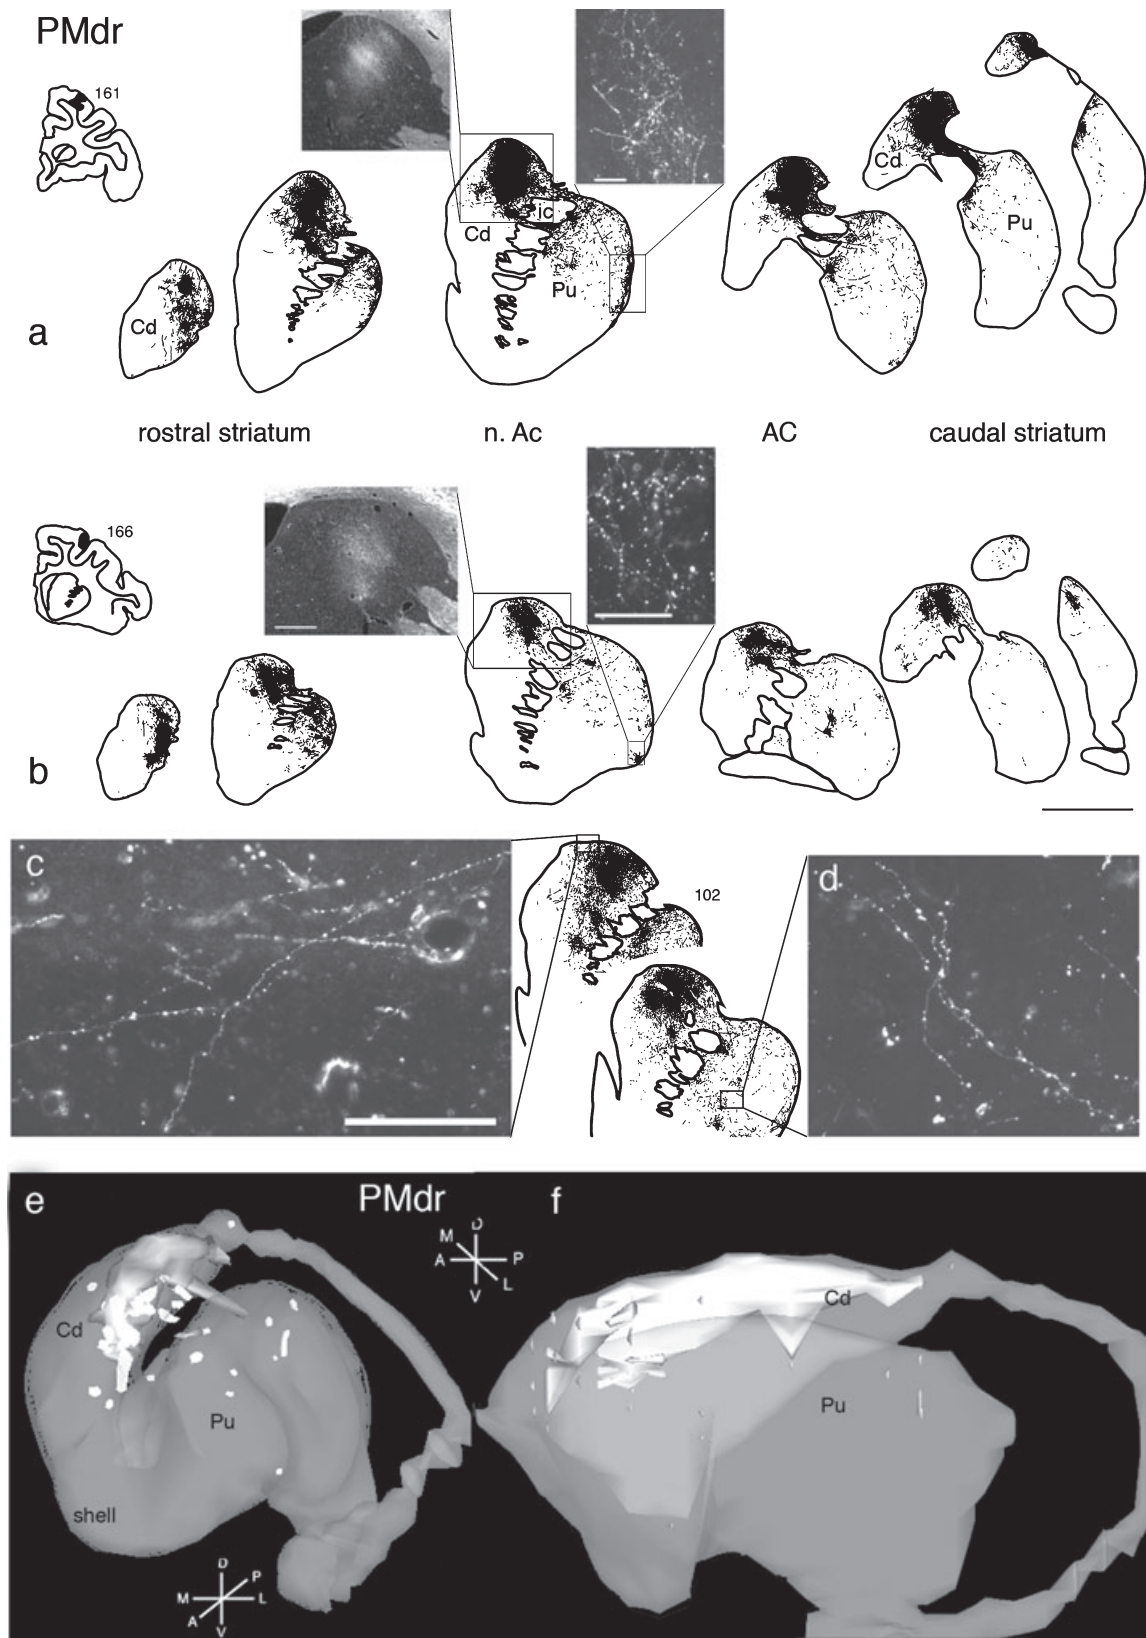 PMdr
161
Cd
Cd
ic
Pu
Cd
Pu
a
rostral striatum
n. Ac
AC
caudal striatum
166
b
c
102
d
e
PMdr
f
D
M
A
P
L
V
Cd
Pu
shell
D
P
M
L
A
V
Cd
Pu